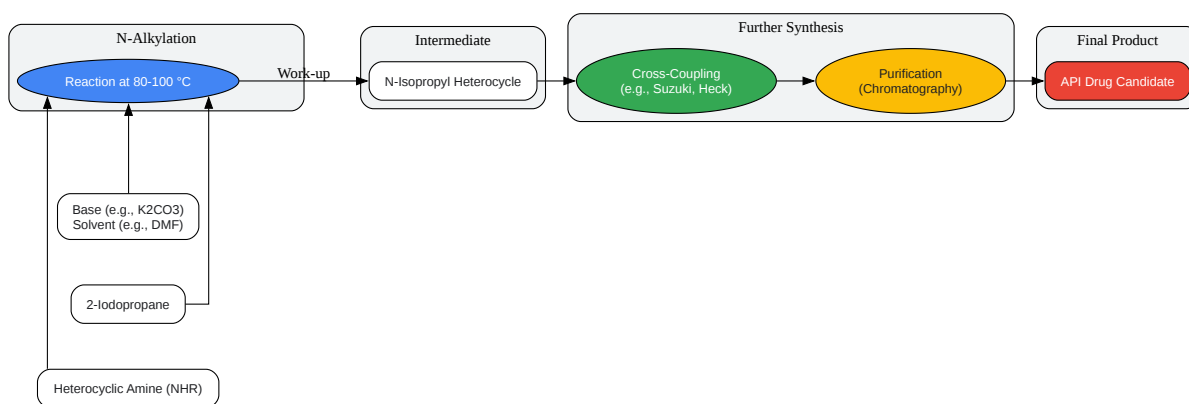 N-Alkylation
Reaction at 80-100 °C
Work-up
Intermediate
N-Isopropyl Heterocycle
Further Synthesis
Cross-Coupling
(e.g., Suzuki, Heck)
Purification
(Chromatography)
Final Product
API Drug Candidate
Base (e.g., K2CO3)
Solvent (e.g., DMF)
2-Iodopropane
Heterocyclic Amine (NHR)